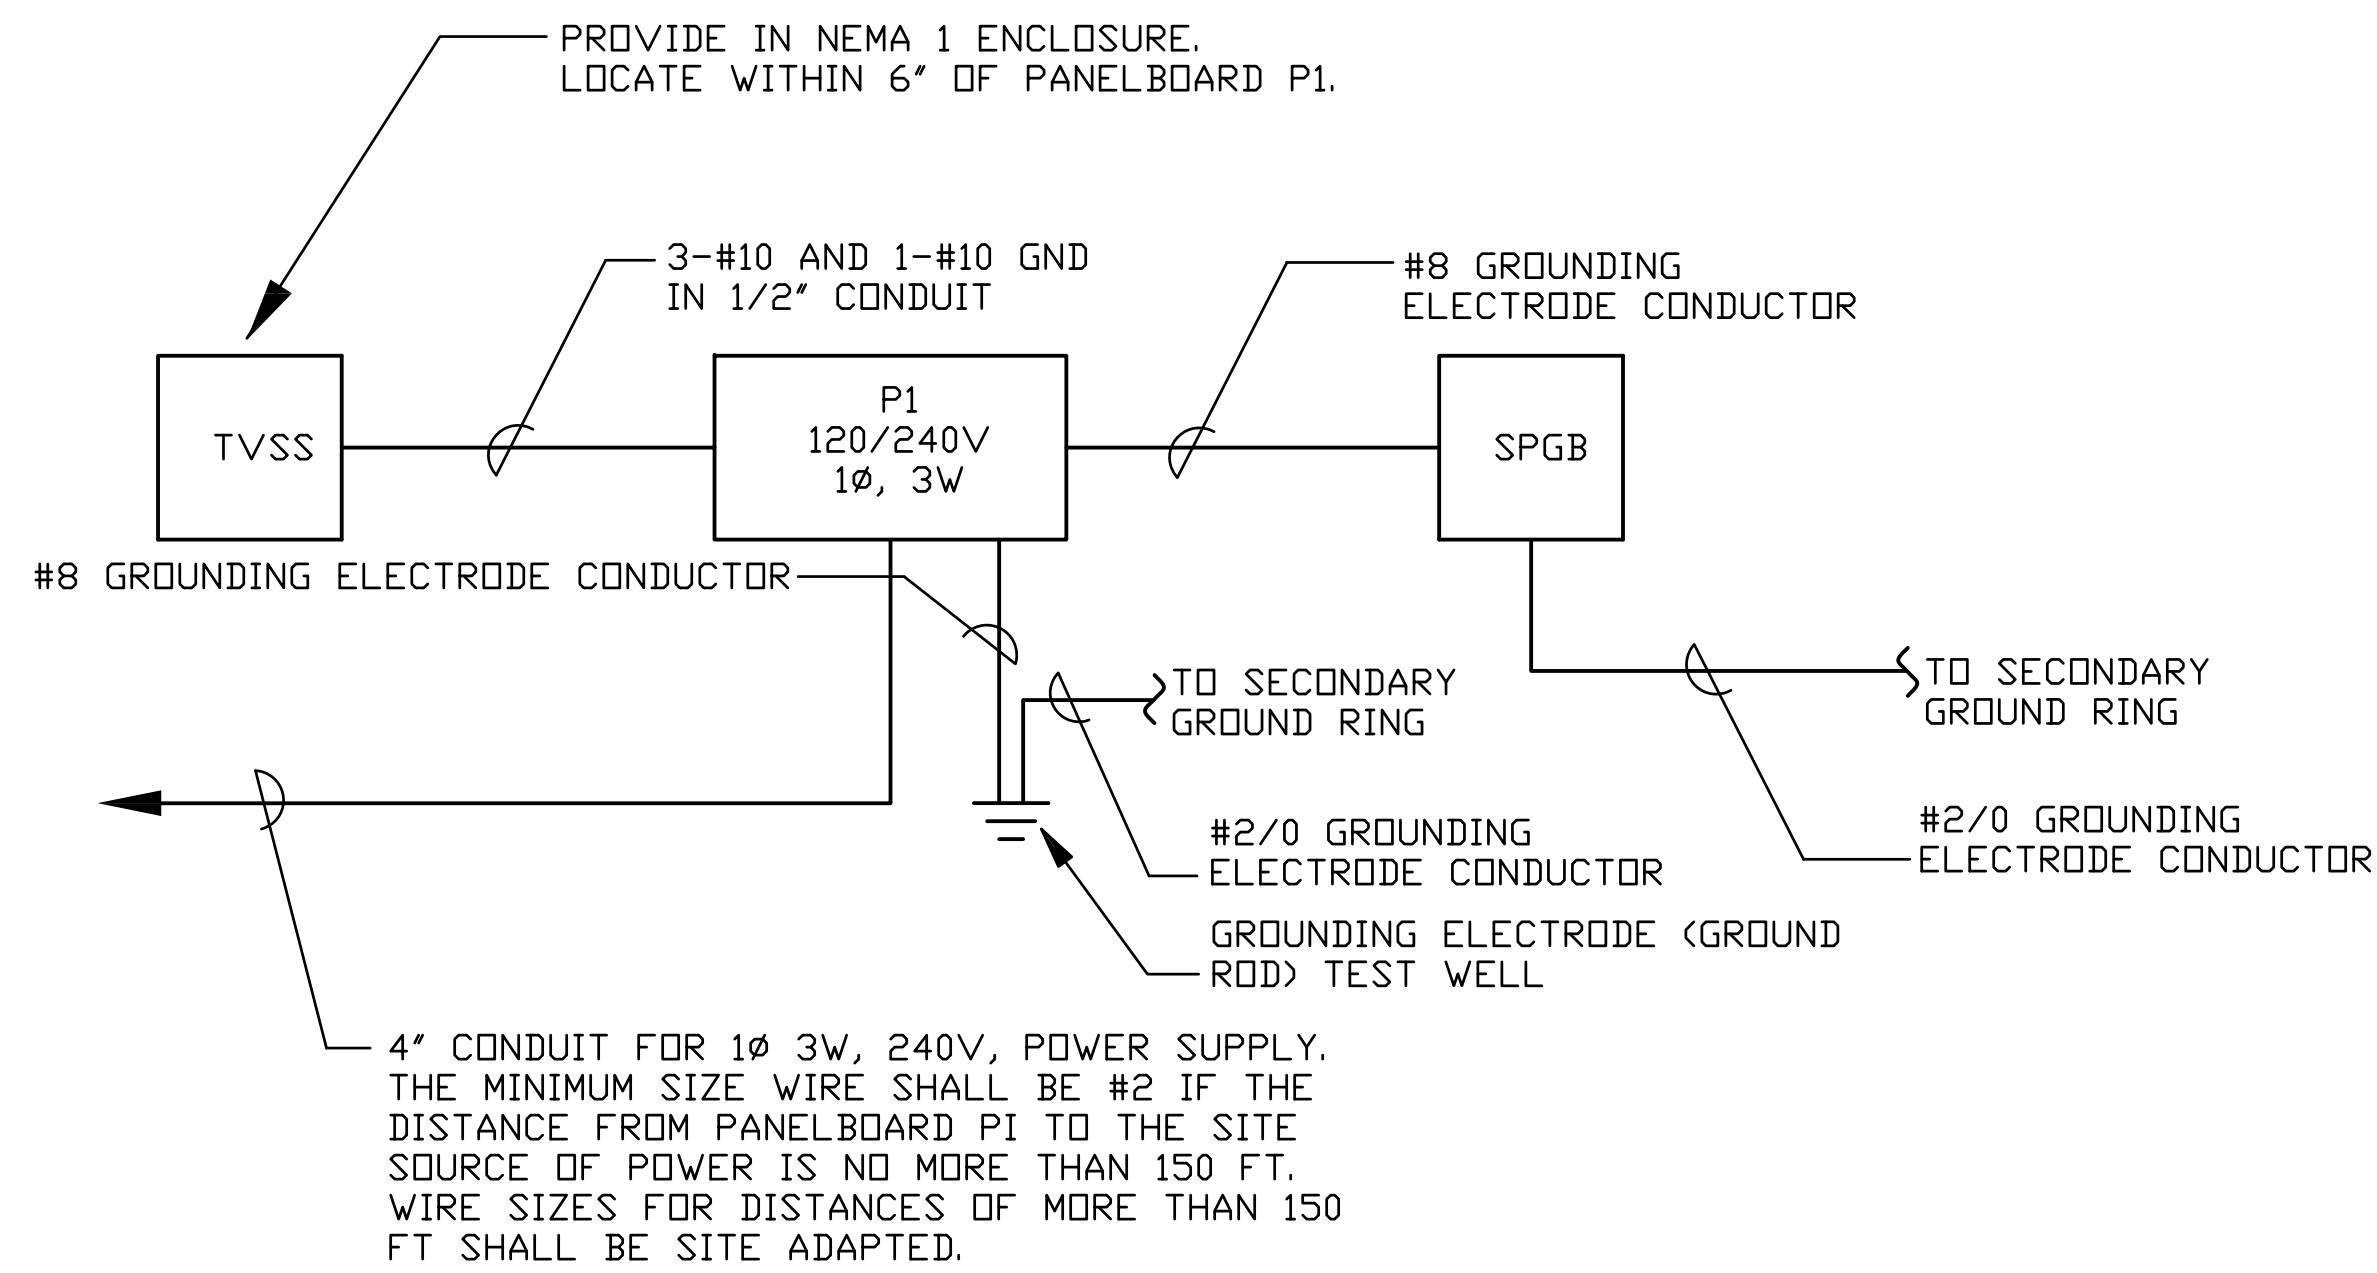 PROVIDE IN NEMA 1 ENCLOSURE.
LOCATE WITHIN 6" OF PANELBOARD P1.
3-#10 AND 1-#10 GND
IN 1/2" CONDUIT
#8 GROUNDING
ELECTRODE CONDUCTOR
TVSS
P1
120/240V
1ø, 3W
SPGB
#8 GROUNDING ELECTRODE CONDUCTOR
TO SECONDARY
GROUND RING
TO SECONDARY
GROUND RING
#2/0 GROUNDING
ELECTRODE CONDUCTOR
#2/0 GROUNDING
ELECTRODE CONDUCTOR
GROUNDING ELECTRODE (GROUND
ROD) TEST WELL
4" CONDUIT FOR 1ø 3W, 240V, POWER SUPPLY.
THE MINIMUM SIZE WIRE SHALL BE #2 IF THE
DISTANCE FROM PANELBOARD PI TO THE SITE
SOURCE OF POWER IS NO MORE THAN 150 FT.
WIRE SIZES FOR DISTANCES OF MORE THAN 150
FT SHALL BE SITE ADAPTED.